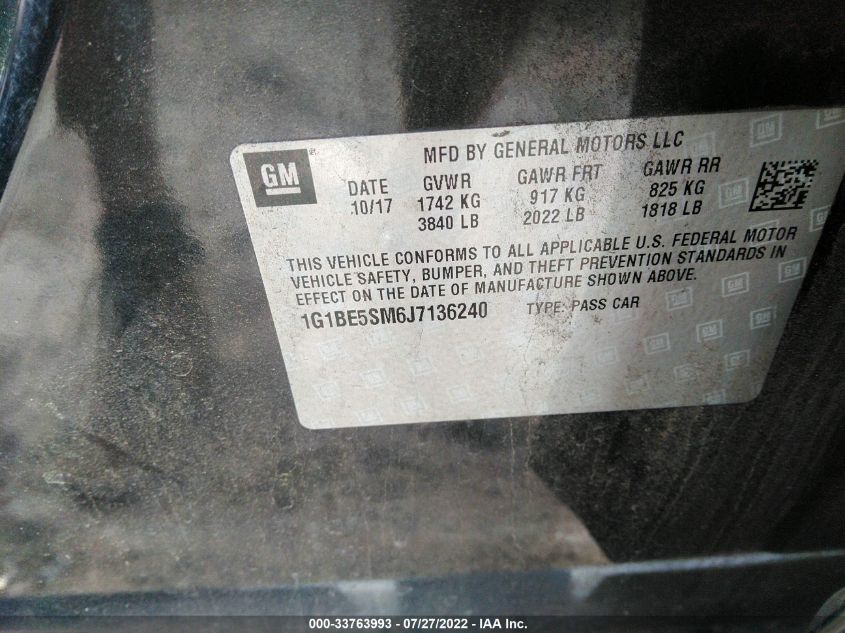 MFD BY GENERAL MOTORS LLC
GM
DATE GVWR GAWR FRT GAWR RR
10/17 1742 KG 917 KG 825 KG
3840 LB 2022 LB 1818 LB
THIS VEHICLE CONFORMS TO ALL APPLICABLE U.S. FEDERAL MOTOR
VEHICLE SAFETY, BUMPER, AND THEFT PREVENTION STANDARDS IN
EFFECT ON THE DATE OF MANUFACTURE SHOWN ABOVE.
1G1BE5SM6J7136240 TYPE: PASS CAR
000-33763993 - 07/27/2022 - IAA Inc.